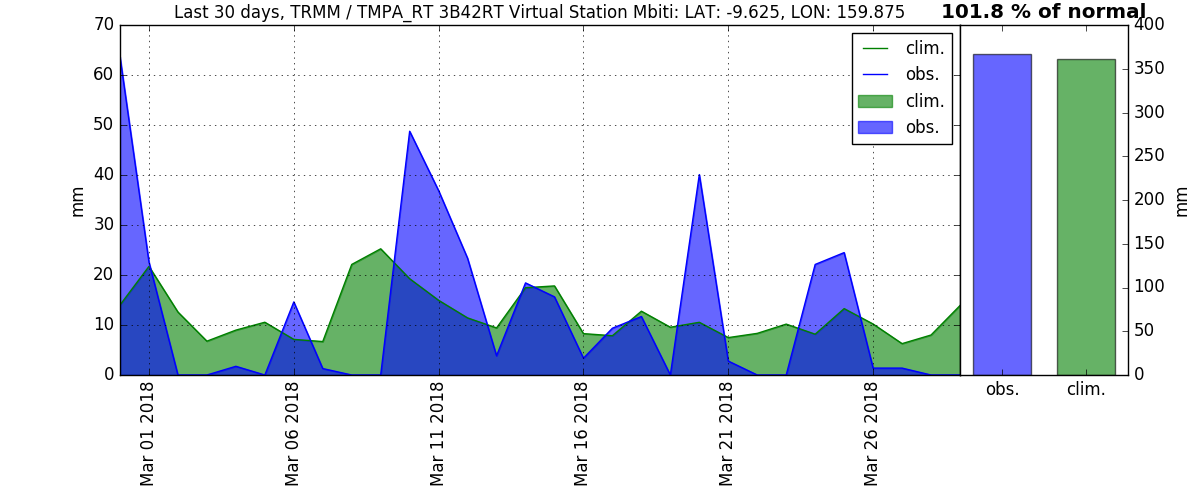 Last 30 days, TRMM / TMPA_RT 3B42RT Virtual Station Mbiti: LAT: -9.625, LON: 159.875
101.8 % of normal
70
60
50
40
30
20
10
0
mm
clim.
obs.
clim.
obs.
Mar 01 2018
Mar 06 2018
Mar 11 2018
Mar 16 2018
Mar 21 2018
Mar 26 2018
400
350
300
250
200
150
100
50
0
mm
obs.
clim.